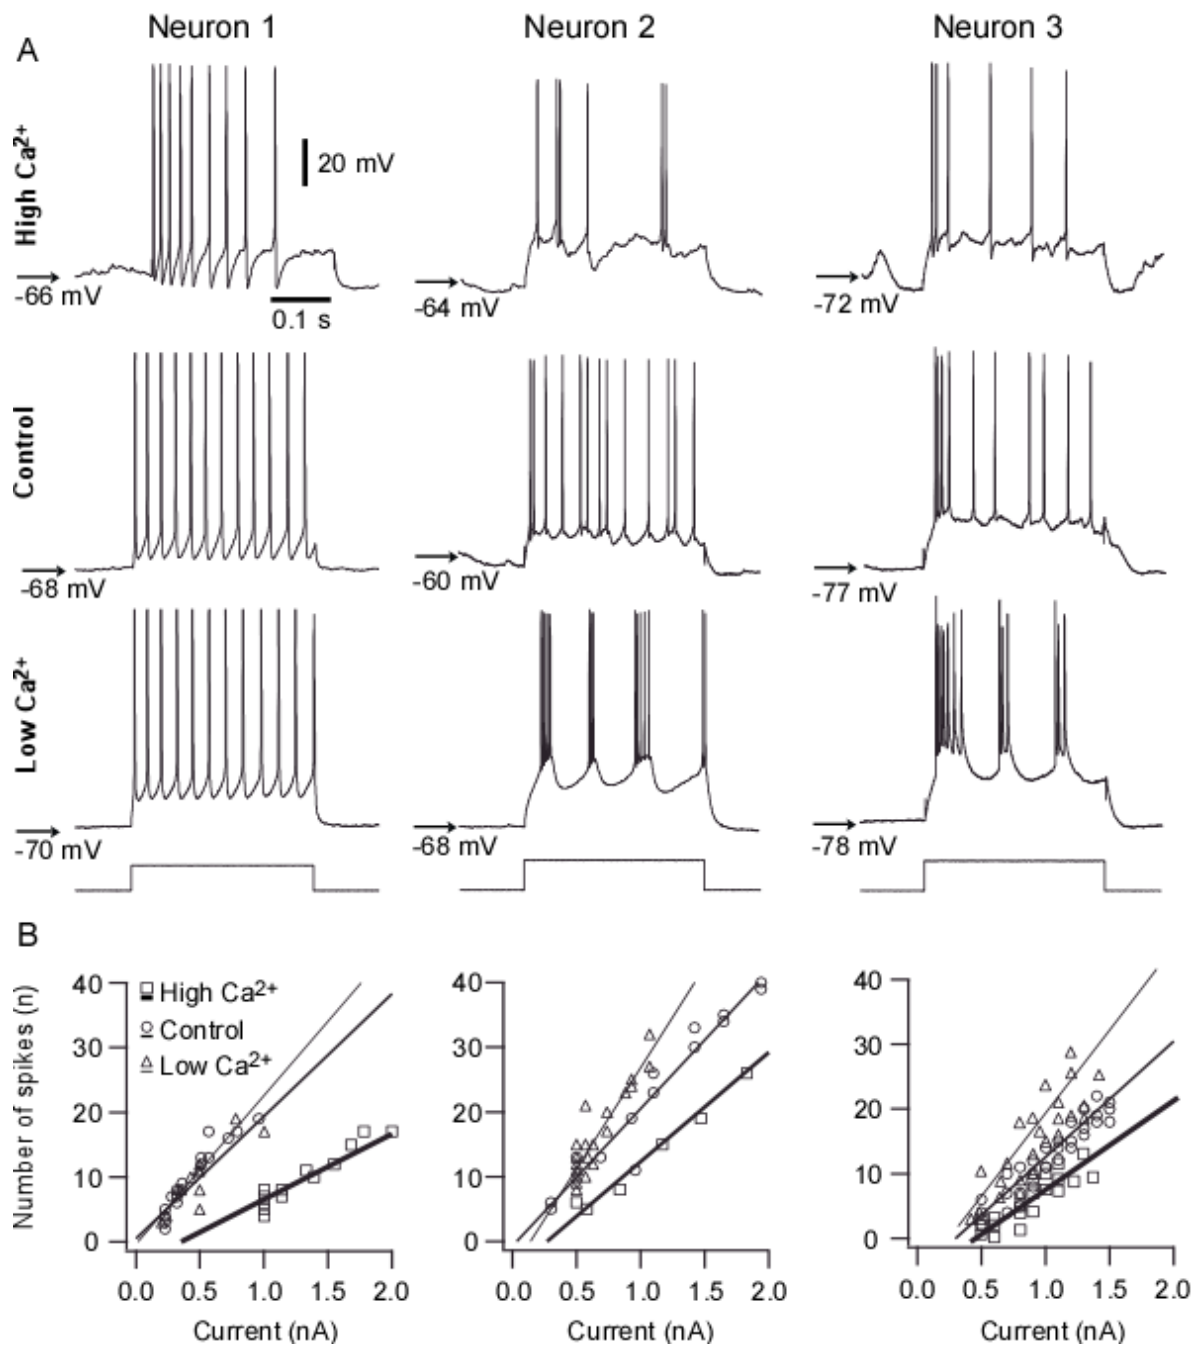 Neuron 1 Neuron 2 Neuron 3
A
High Ca²⁺
20 mV
-66 mV
0.1 s
-64 mV
-72 mV
Control
-68 mV
-60 mV
-77 mV
Low Ca²⁺
-70 mV
-68 mV
-78 mV
B
Number of spikes (n)
40
30
20
10
0
High Ca²⁺
Control
Low Ca²⁺
0.0 0.5 1.0 1.5 2.0
Current (nA)
40
30
20
10
0
0.0 0.5 1.0 1.5 2.0
Current (nA)
40
30
20
10
0
0.0 0.5 1.0 1.5 2.0
Current (nA)